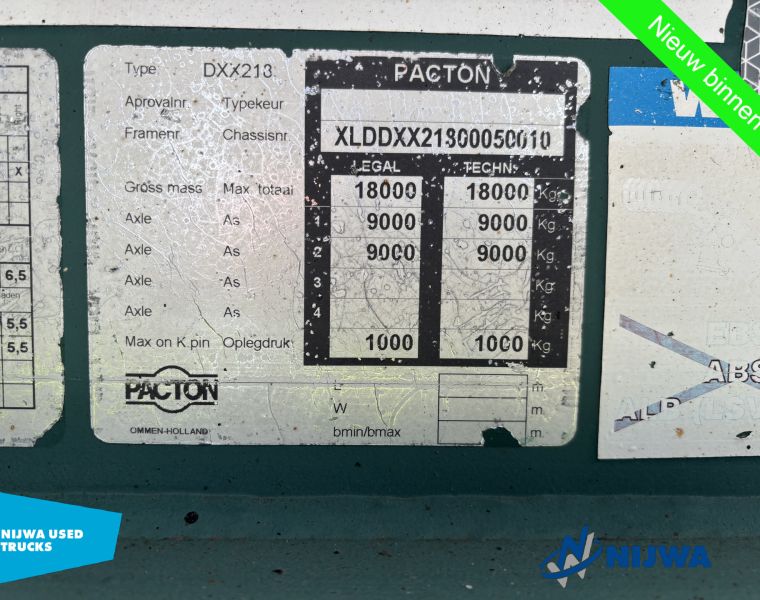 Nieuw binnen
Type DXX213 PACTON
Aprovalnr. Typekeur
Framenr. Chassisnr. XLDDXX21300050010
LEGAL TECHN.
Gross mass Max. totaal 18000 18000 Kg
Axle As 1 9000 9000 Kg
Axle As 2 9000 9000 Kg
Axle As 3 Kg
Axle As 4 Kg
Max on K.pin Oplegdruk 1000 1000 Kg
PACTON
OMMEN-HOLLAND
L m.
W m.
bmin/bmax m.
x
6,5
aden
5,5
5,5
W
EBS
ABS
ALB
NIJWA USED
TRUCKS
NIJWA